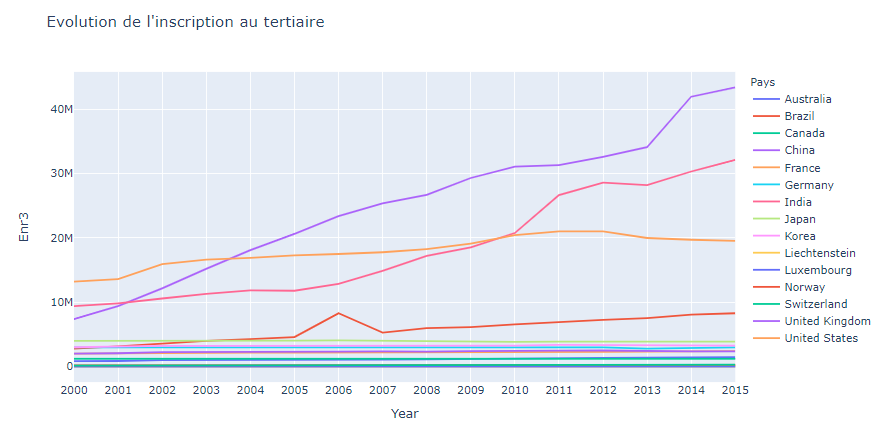 Evolution de l'inscription au tertiaire
Enr3
40M
30M
20M
10M
0
2000 2001 2002 2003 2004 2005 2006 2007 2008 2009 2010 2011 2012 2013 2014 2015
Year
Pays
Australia
Brazil
Canada
China
France
Germany
India
Japan
Korea
Liechtenstein
Luxembourg
Norway
Switzerland
United Kingdom
United States